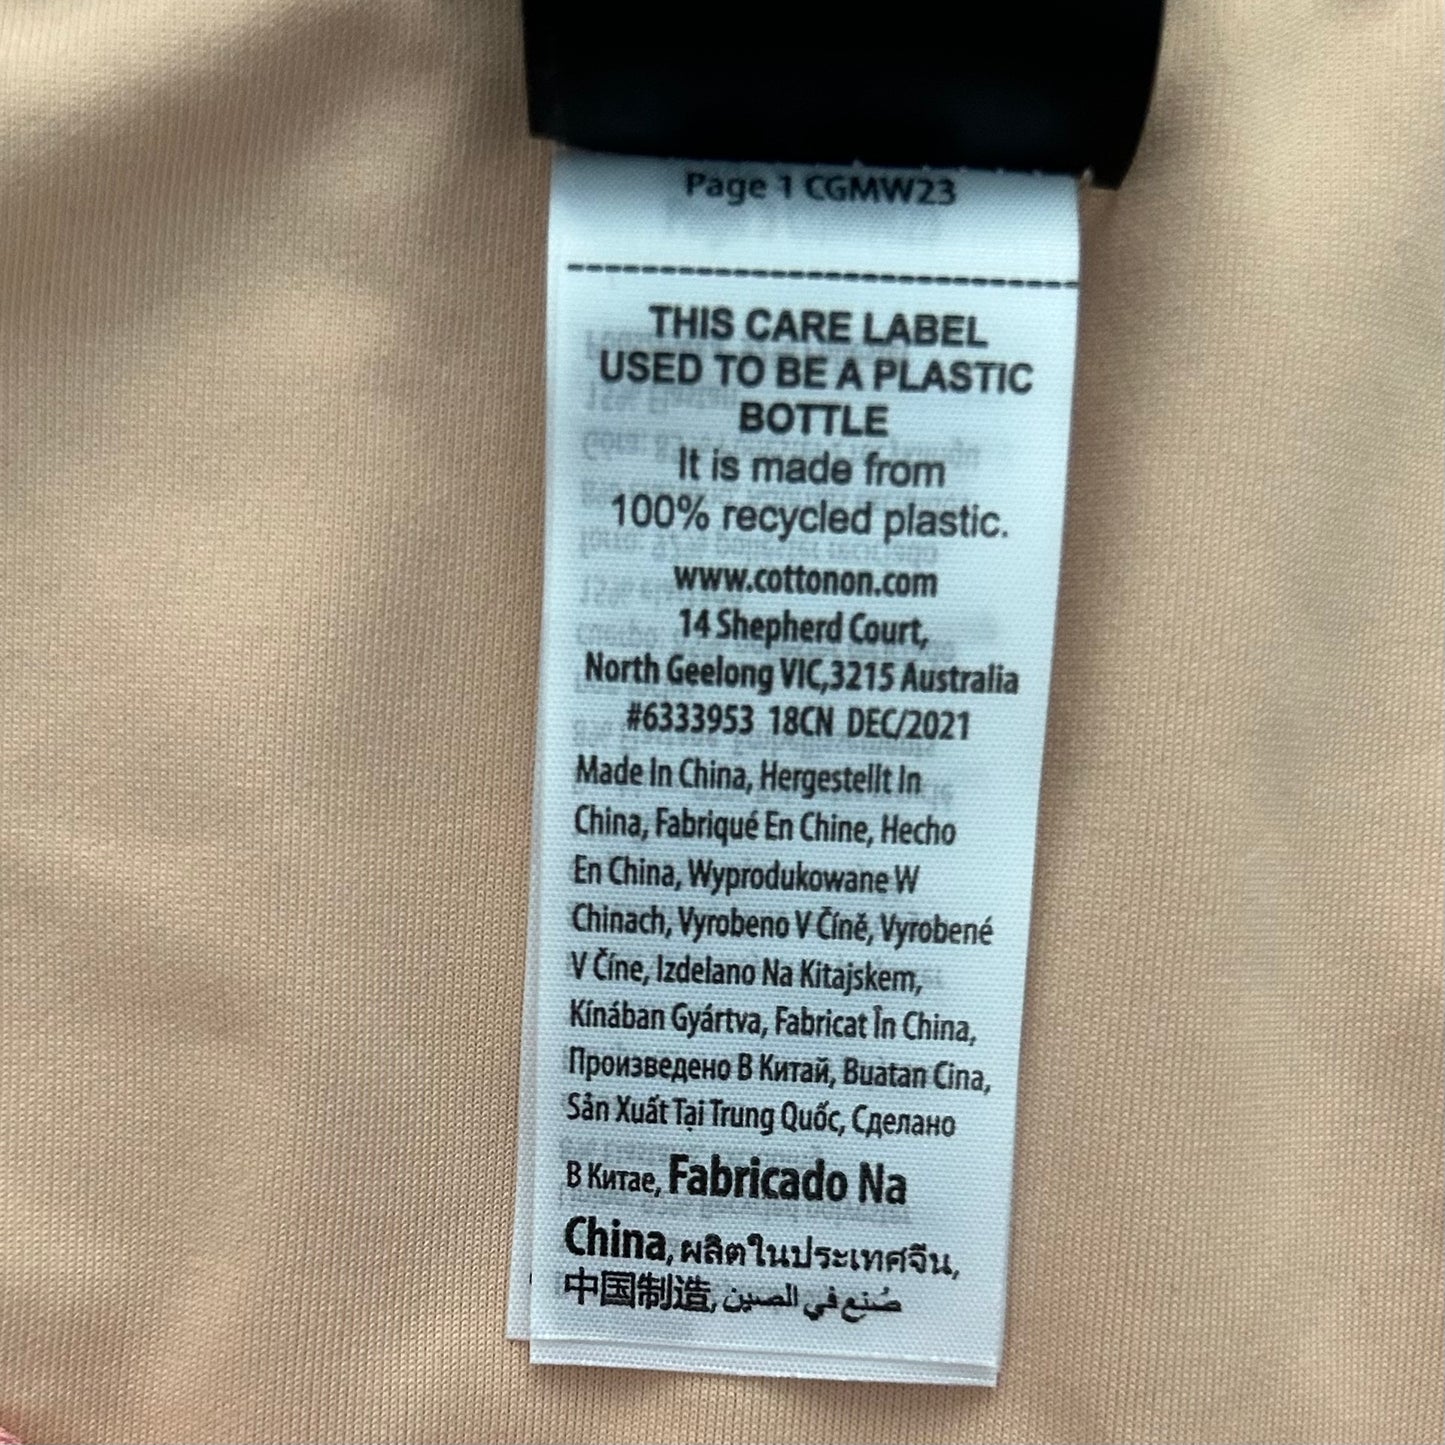 Page 1 CGMW23
THIS CARE LABEL
USED TO BE A PLASTIC
BOTTLE
It is made from
100% recycled plastic.
www.cottonon.com
14 Shepherd Court,
North Geelong VIC,3215 Australia
#6333953 18CN DEC/2021
Made In China, Hergestellt In
China, Fabriqué En Chine, Hecho
En China, Wyprodukowane W
Chinach, Vyrobeno V Číně, Vyrobené
V Číne, Izdelano Na Kitajskem,
Kínában Gyártva, Fabricat În China,
Произведено В Китай, Buatan Cina,
Sản Xuất Tại Trung Quốc, Сделано
В Китае, Fabricado Na
China, ผลิตในประเทศจีน,
中国制造, صُنع في الصين